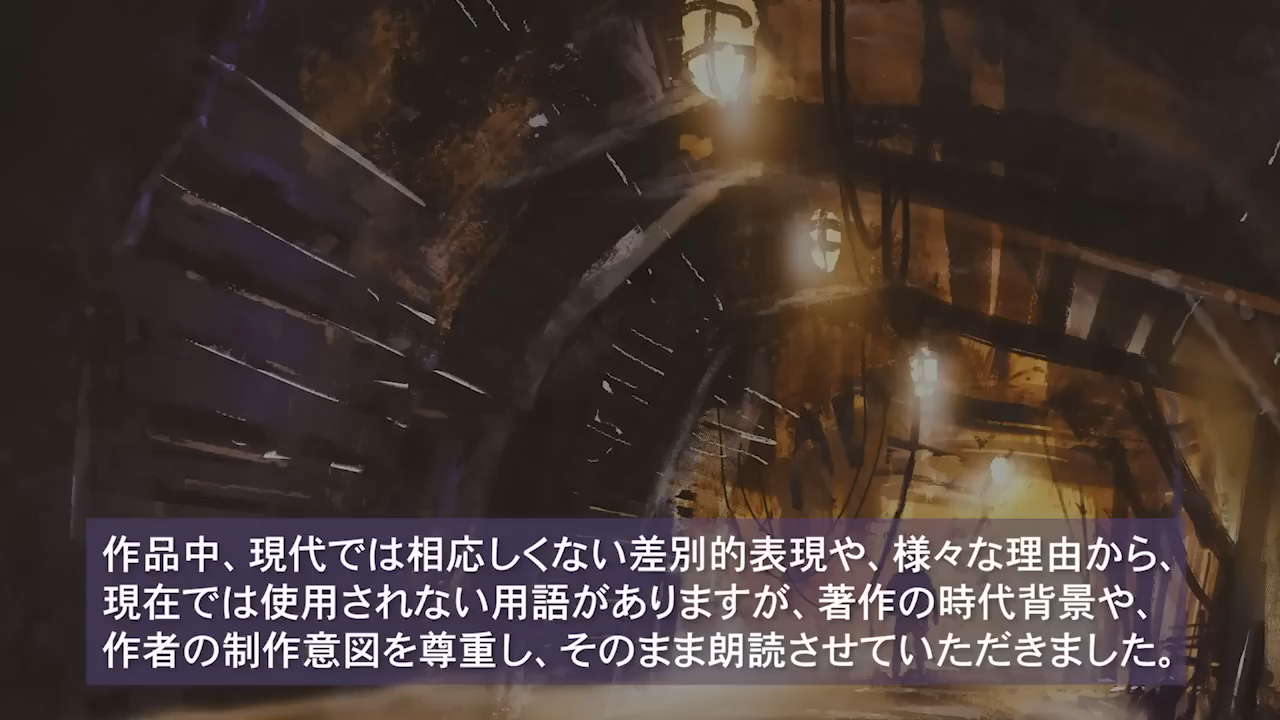 作品中、現代では相応しくない差別的表現や、様々な理由から、
現在では使用されない用語がありますが、著作の時代背景や、
作者の制作意図を尊重し、そのまま朗読させていただきました。